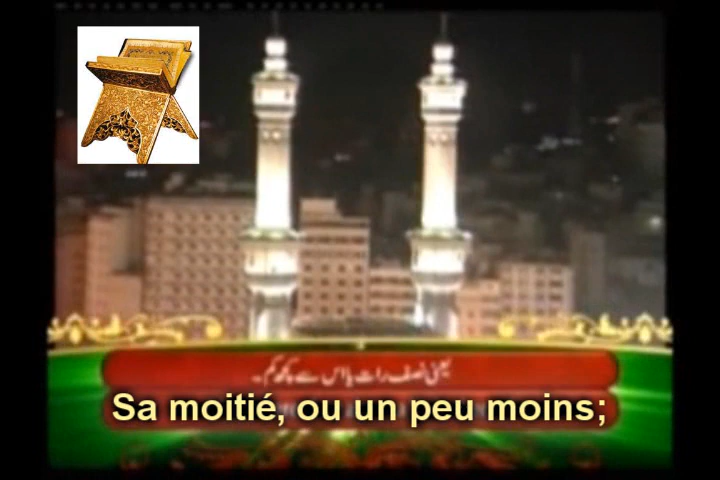 یعنی نصف رات یا اس سے کچھ کم ۔
Sa moitié, ou un peu moins;